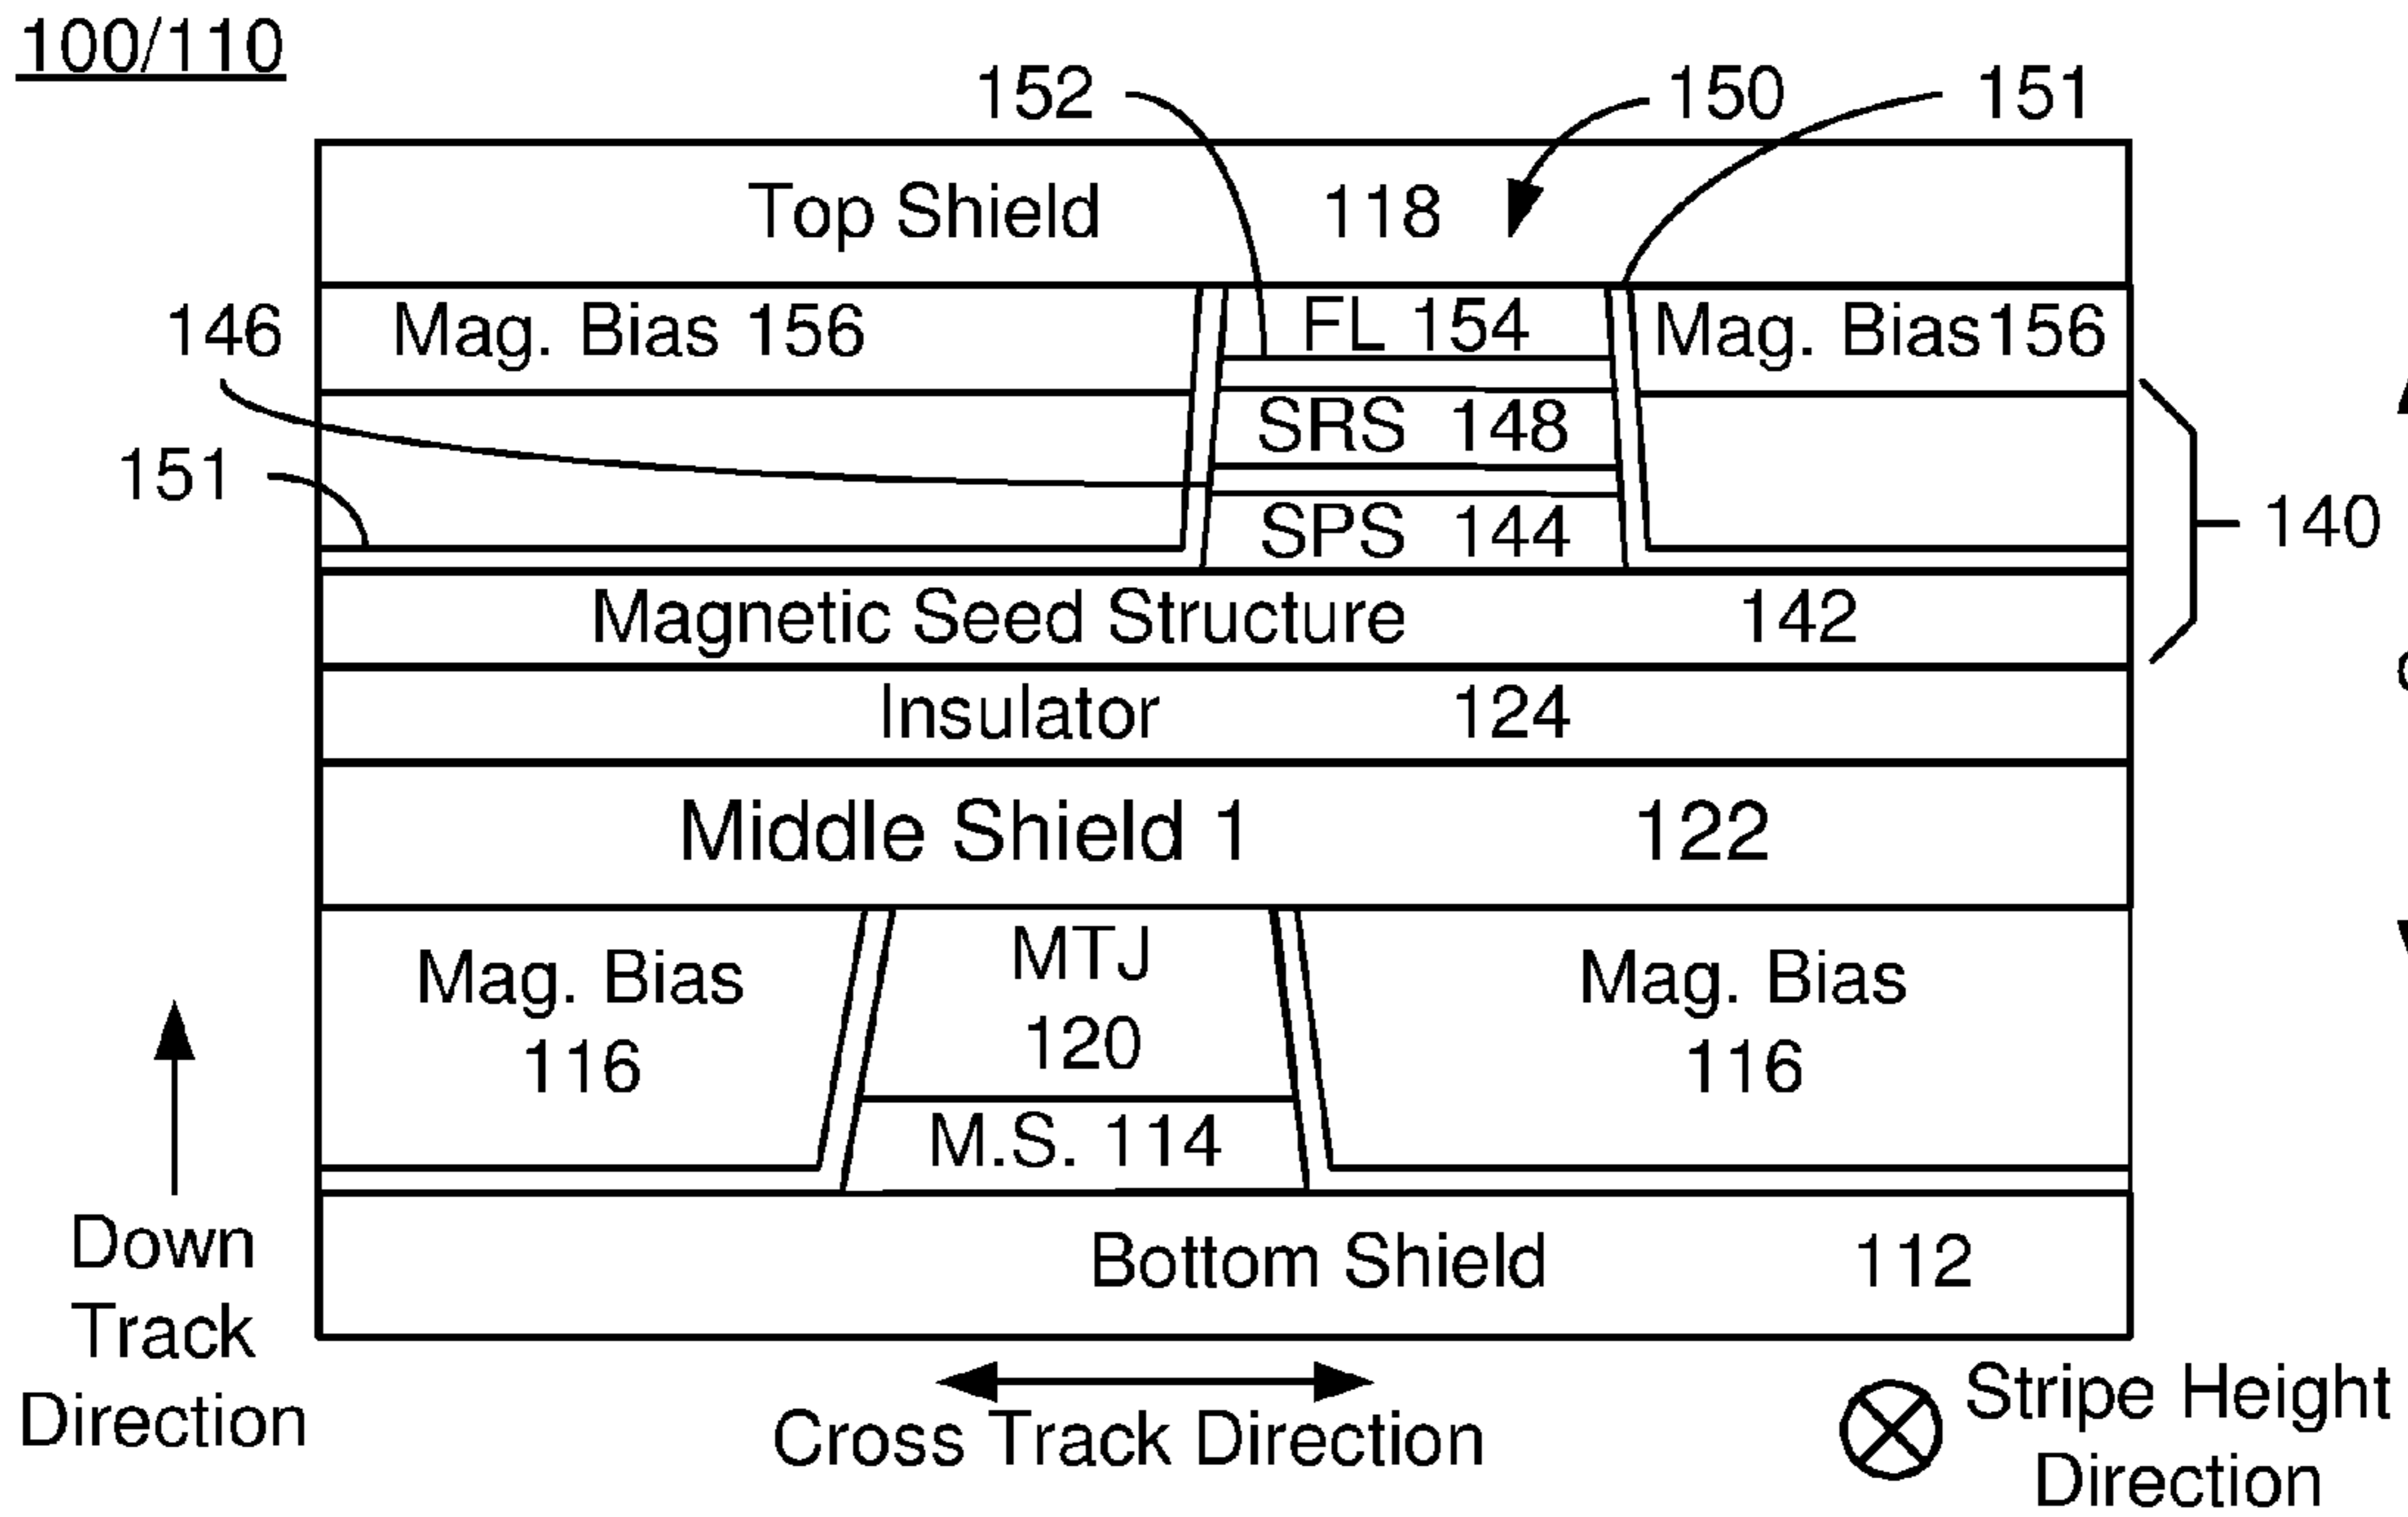 100/110
152
150
151
Top Shield 118
146
Mag. Bias 156
FL 154
Mag. Bias156
SRS 148
151
SPS 144
140
Magnetic Seed Structure 142
Insulator 124
Middle Shield 1 122
Mag. Bias
116
MTJ
120
Mag. Bias
116
M.S. 114
Bottom Shield 112
Down
Track
Direction
Cross Track Direction
Stripe Height
Direction